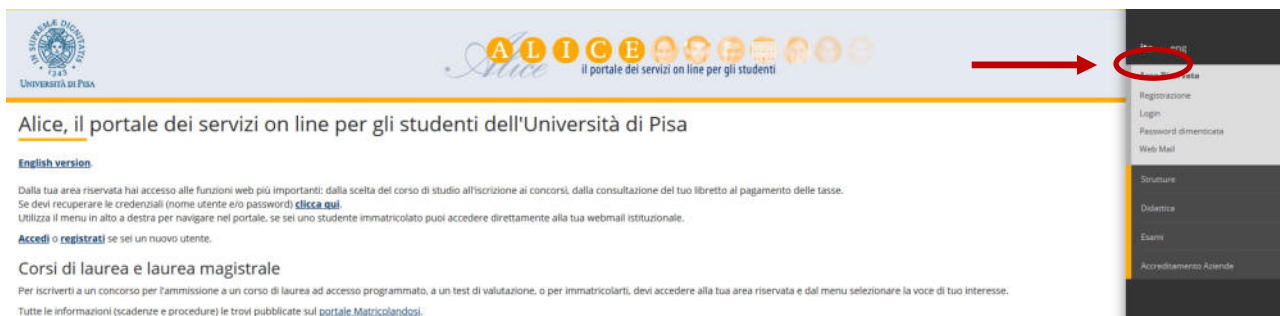 IN SUPREMÆ DIGNITATIS
1343
UNIVERSITÀ DI PISA
ALICE
Alice
il portale dei servizi on line per gli studenti
ita eng
Area Riservata
Registrazione
Login
Password dimenticata
Web Mail
Strutture
Didattica
Esami
Accreditamento Aziende
Alice, il portale dei servizi on line per gli studenti dell'Università di Pisa
English version.
Dalla tua area riservata hai accesso alle funzioni web più importanti: dalla scelta del corso di studio all'iscrizione ai concorsi, dalla consultazione del tuo libretto al pagamento delle tasse.
Se devi recuperare le credenziali (nome utente e/o password) clicca qui.
Utilizza il menu in alto a destra per navigare nel portale, se sei uno studente immatricolato puoi accedere direttamente alla tua webmail istituzionale.
Accedi o registrati se sei un nuovo utente.
Corsi di laurea e laurea magistrale
Per iscriverti a un concorso per l'ammissione a un corso di laurea ad accesso programmato, a un test di valutazione, o per immatricolarti, devi accedere alla tua area riservata e dal menu selezionare la voce di tuo interesse.
Tutte le informazioni (scadenze e procedure) le trovi pubblicate sul portale Matricolandosi.